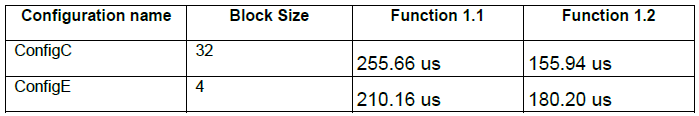 Configuration name Block Size Function 1.1 Function 1.2
ConfigC 32 255.66 us 155.94 us
ConfigE 4 210.16 us 180.20 us